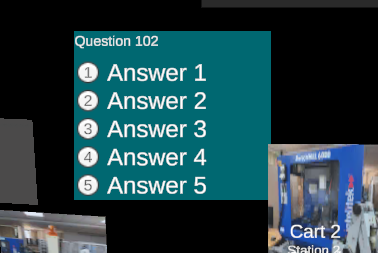 Question 102
1 Answer 1
2 Answer 2
3 Answer 3
4 Answer 4
5 Answer 5
Cart 2
Station 2